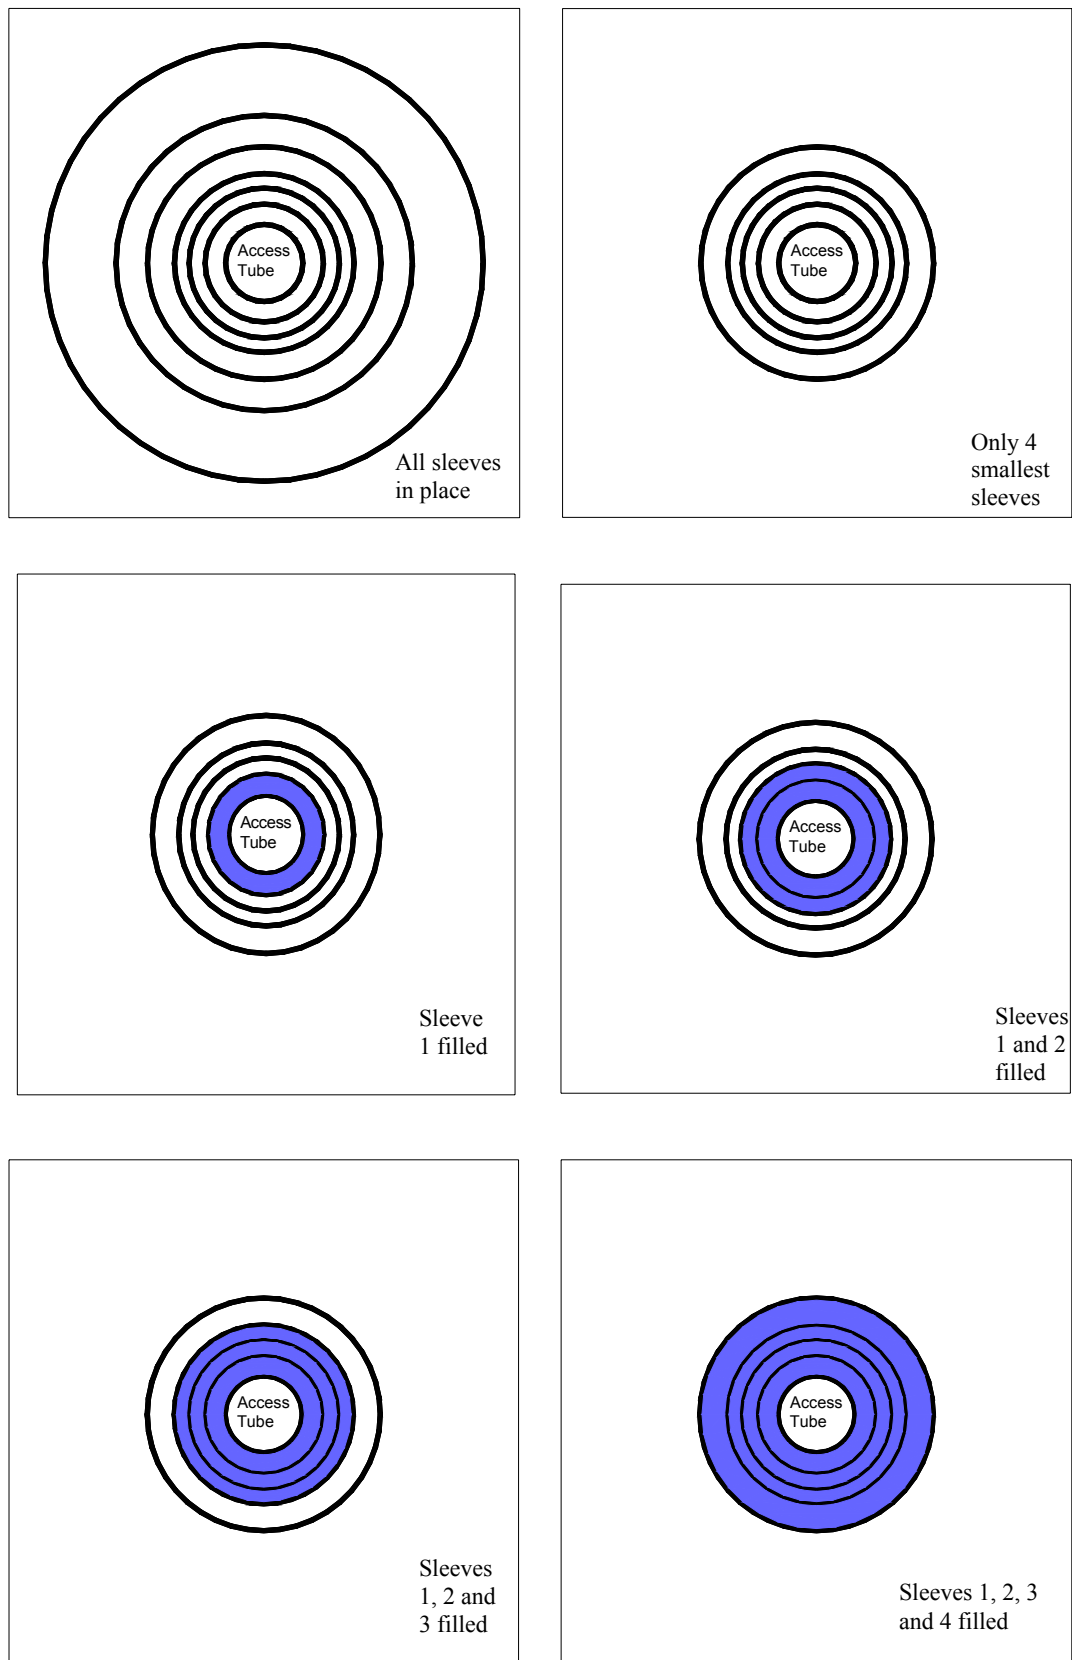 Access
Tube
All sleeves
in place
Access
Tube
Only 4
smallest
sleeves
Access
Tube
Sleeve
1 filled
Access
Tube
Sleeves
1 and 2
filled
Access
Tube
Sleeves
1, 2 and
3 filled
Access
Tube
Sleeves 1, 2, 3
and 4 filled